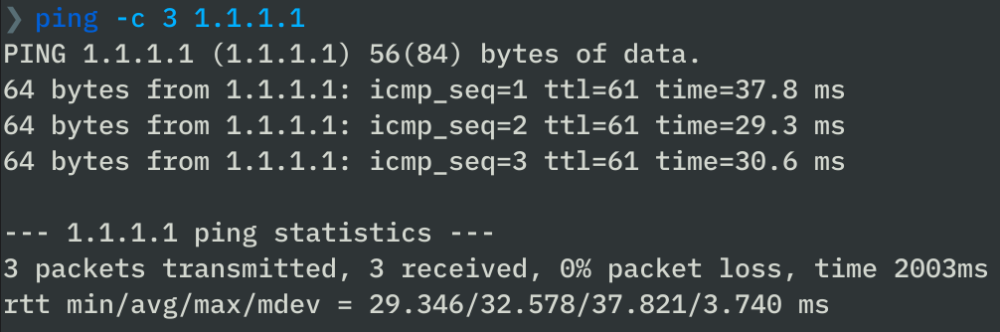 ❯ ping -c 3 1.1.1.1
PING 1.1.1.1 (1.1.1.1) 56(84) bytes of data.
64 bytes from 1.1.1.1: icmp_seq=1 ttl=61 time=37.8 ms
64 bytes from 1.1.1.1: icmp_seq=2 ttl=61 time=29.3 ms
64 bytes from 1.1.1.1: icmp_seq=3 ttl=61 time=30.6 ms
--- 1.1.1.1 ping statistics ---
3 packets transmitted, 3 received, 0% packet loss, time 2003ms
rtt min/avg/max/mdev = 29.346/32.578/37.821/3.740 ms